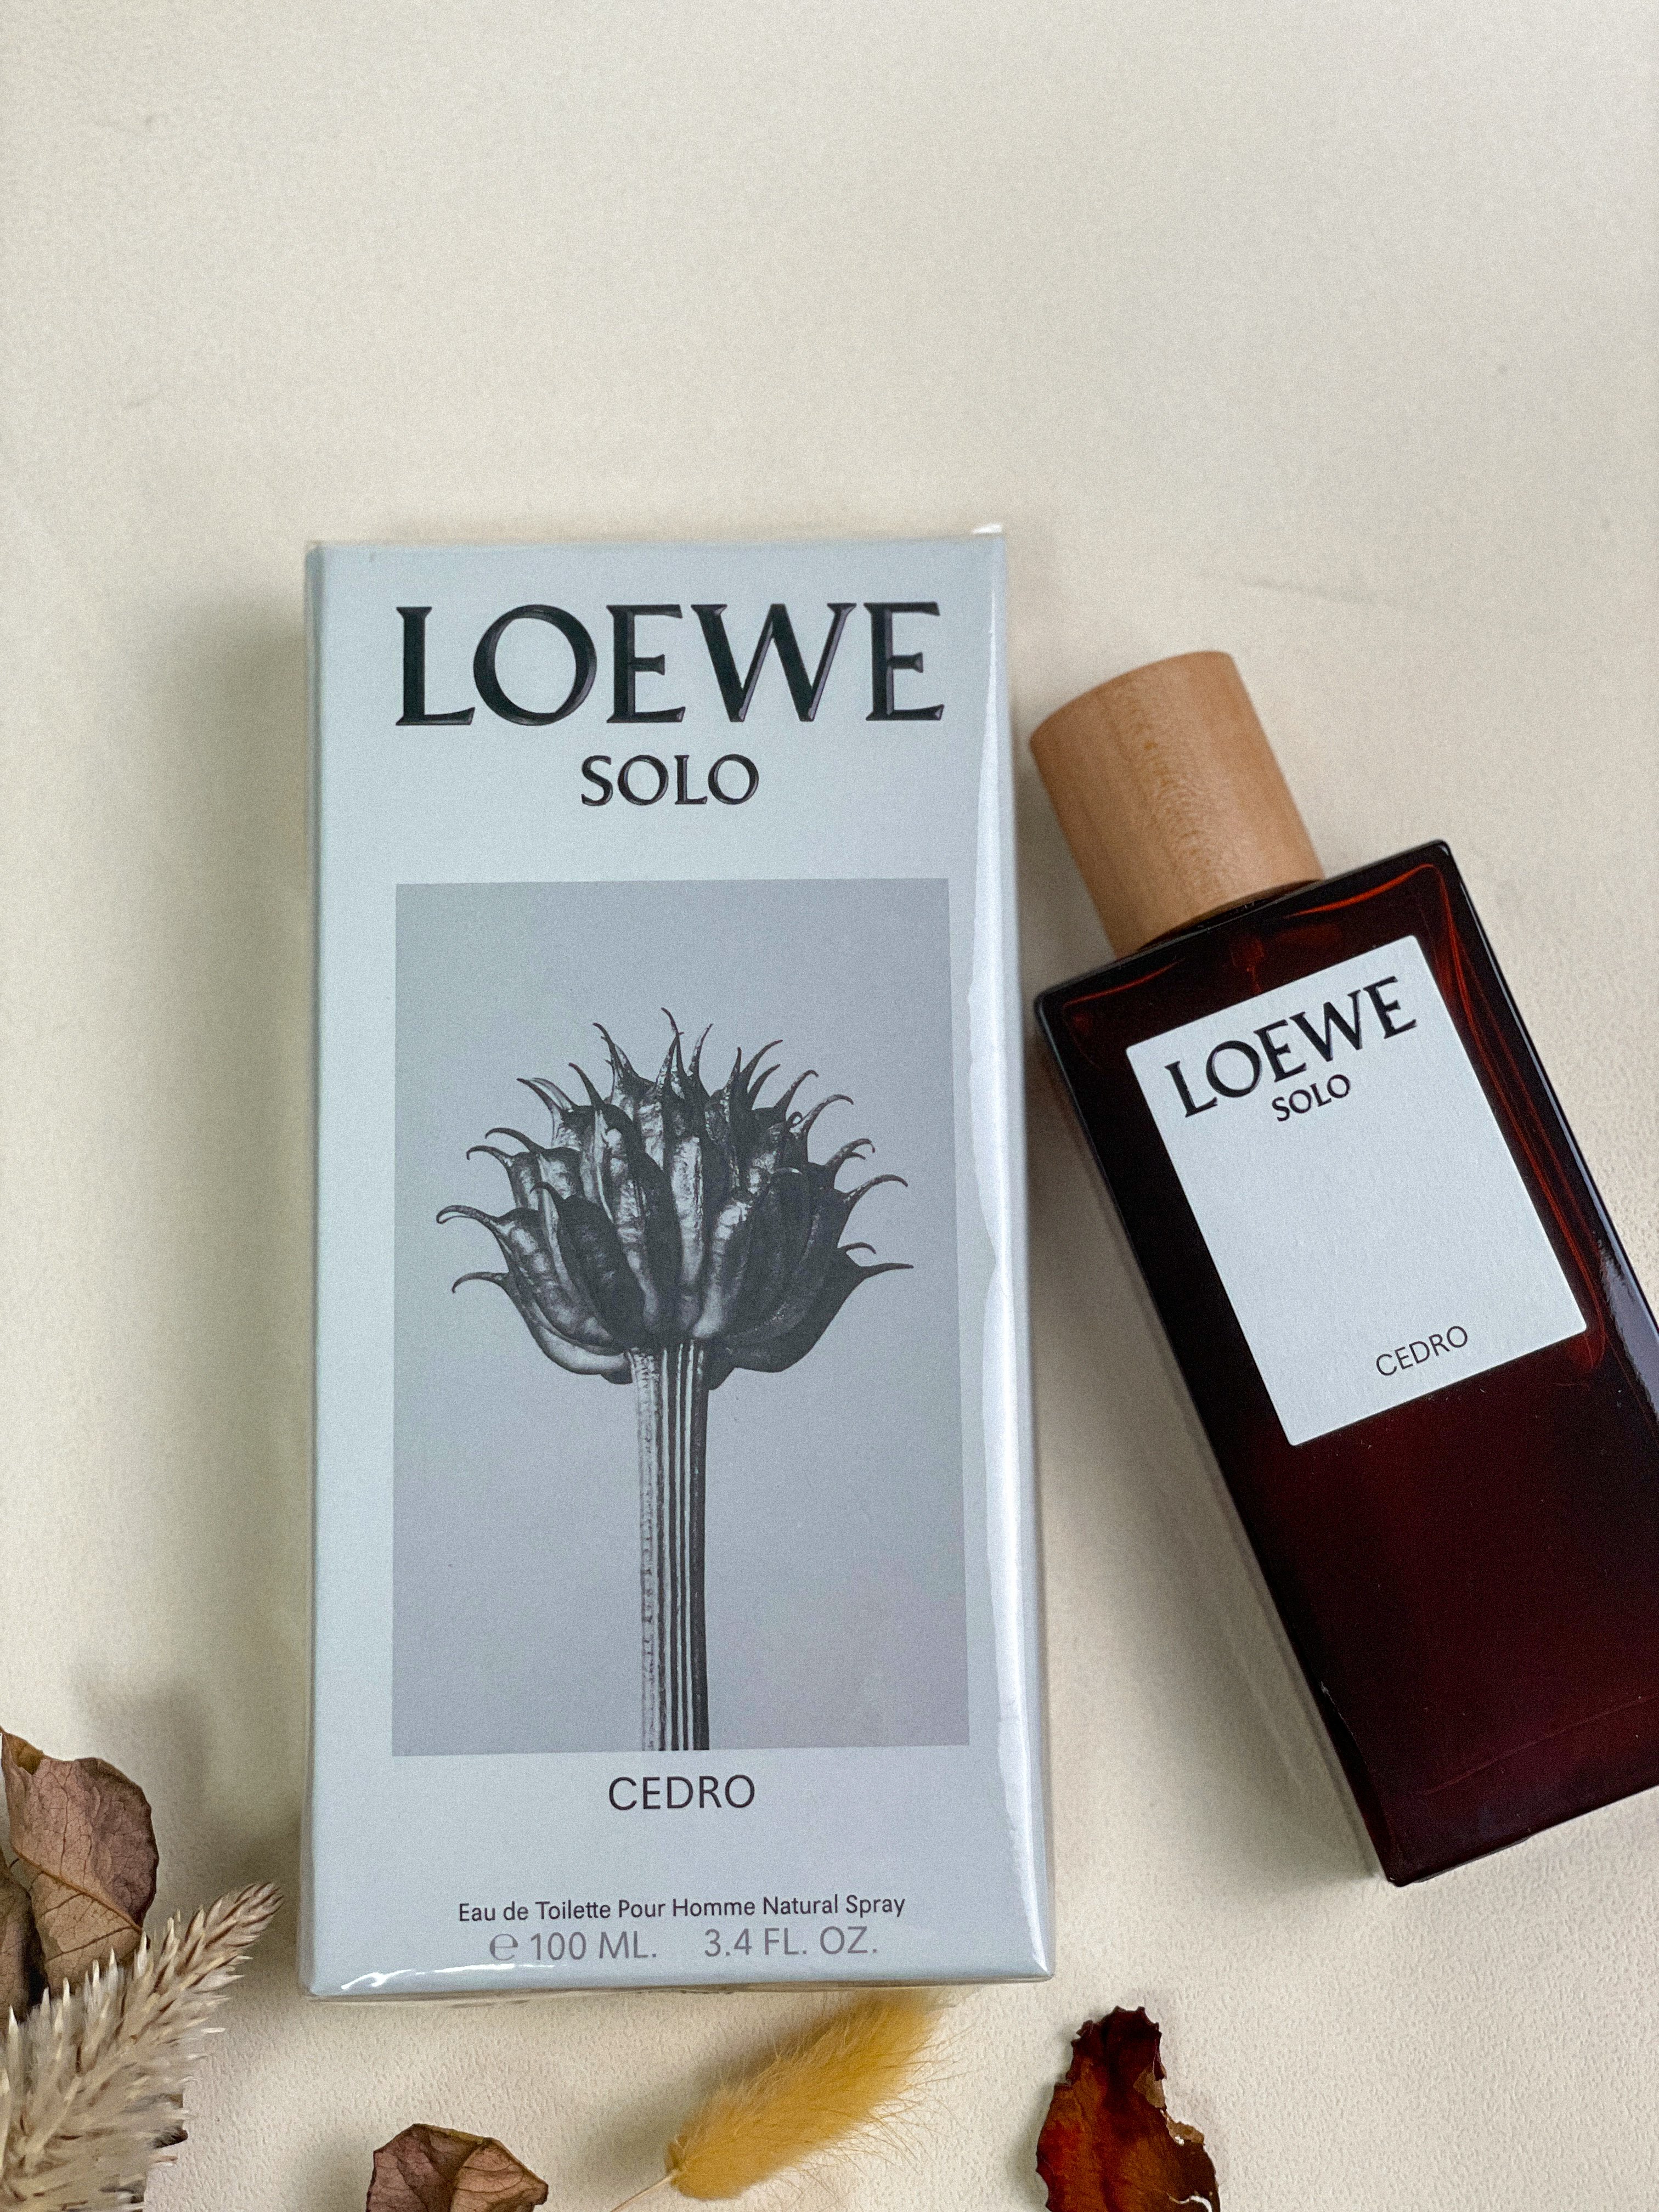 LOEWE
SOLO
CEDRO
Eau de Toilette Pour Homme Natural Spray
℮ 100 ML. 3.4 FL. OZ.
LOEWE
SOLO
CEDRO